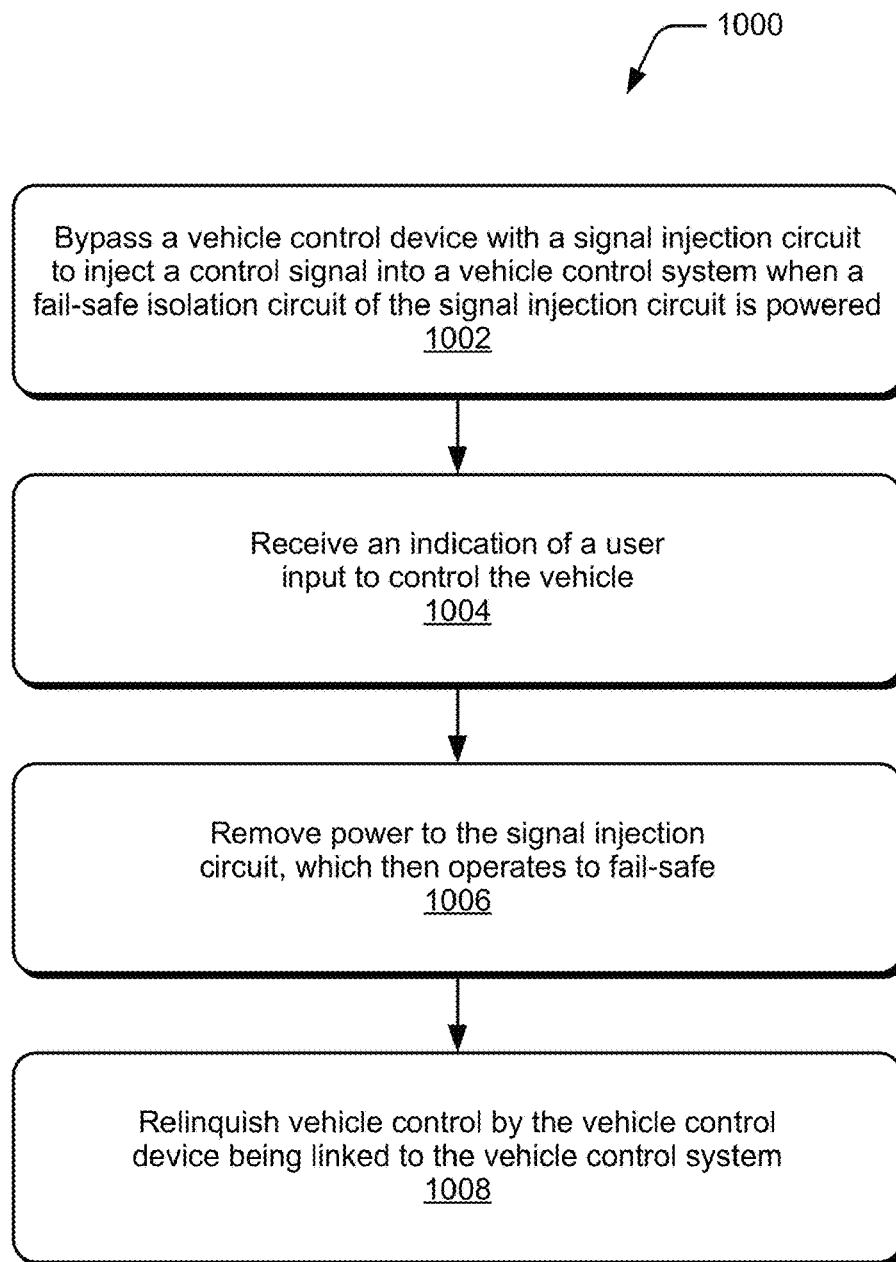 1000
Bypass a vehicle control device with a signal injection circuit
to inject a control signal into a vehicle control system when a
fail-safe isolation circuit of the signal injection circuit is powered
1002
Receive an indication of a user
input to control the vehicle
1004
Remove power to the signal injection
circuit, which then operates to fail-safe
1006
Relinquish vehicle control by the vehicle control
device being linked to the vehicle control system
1008